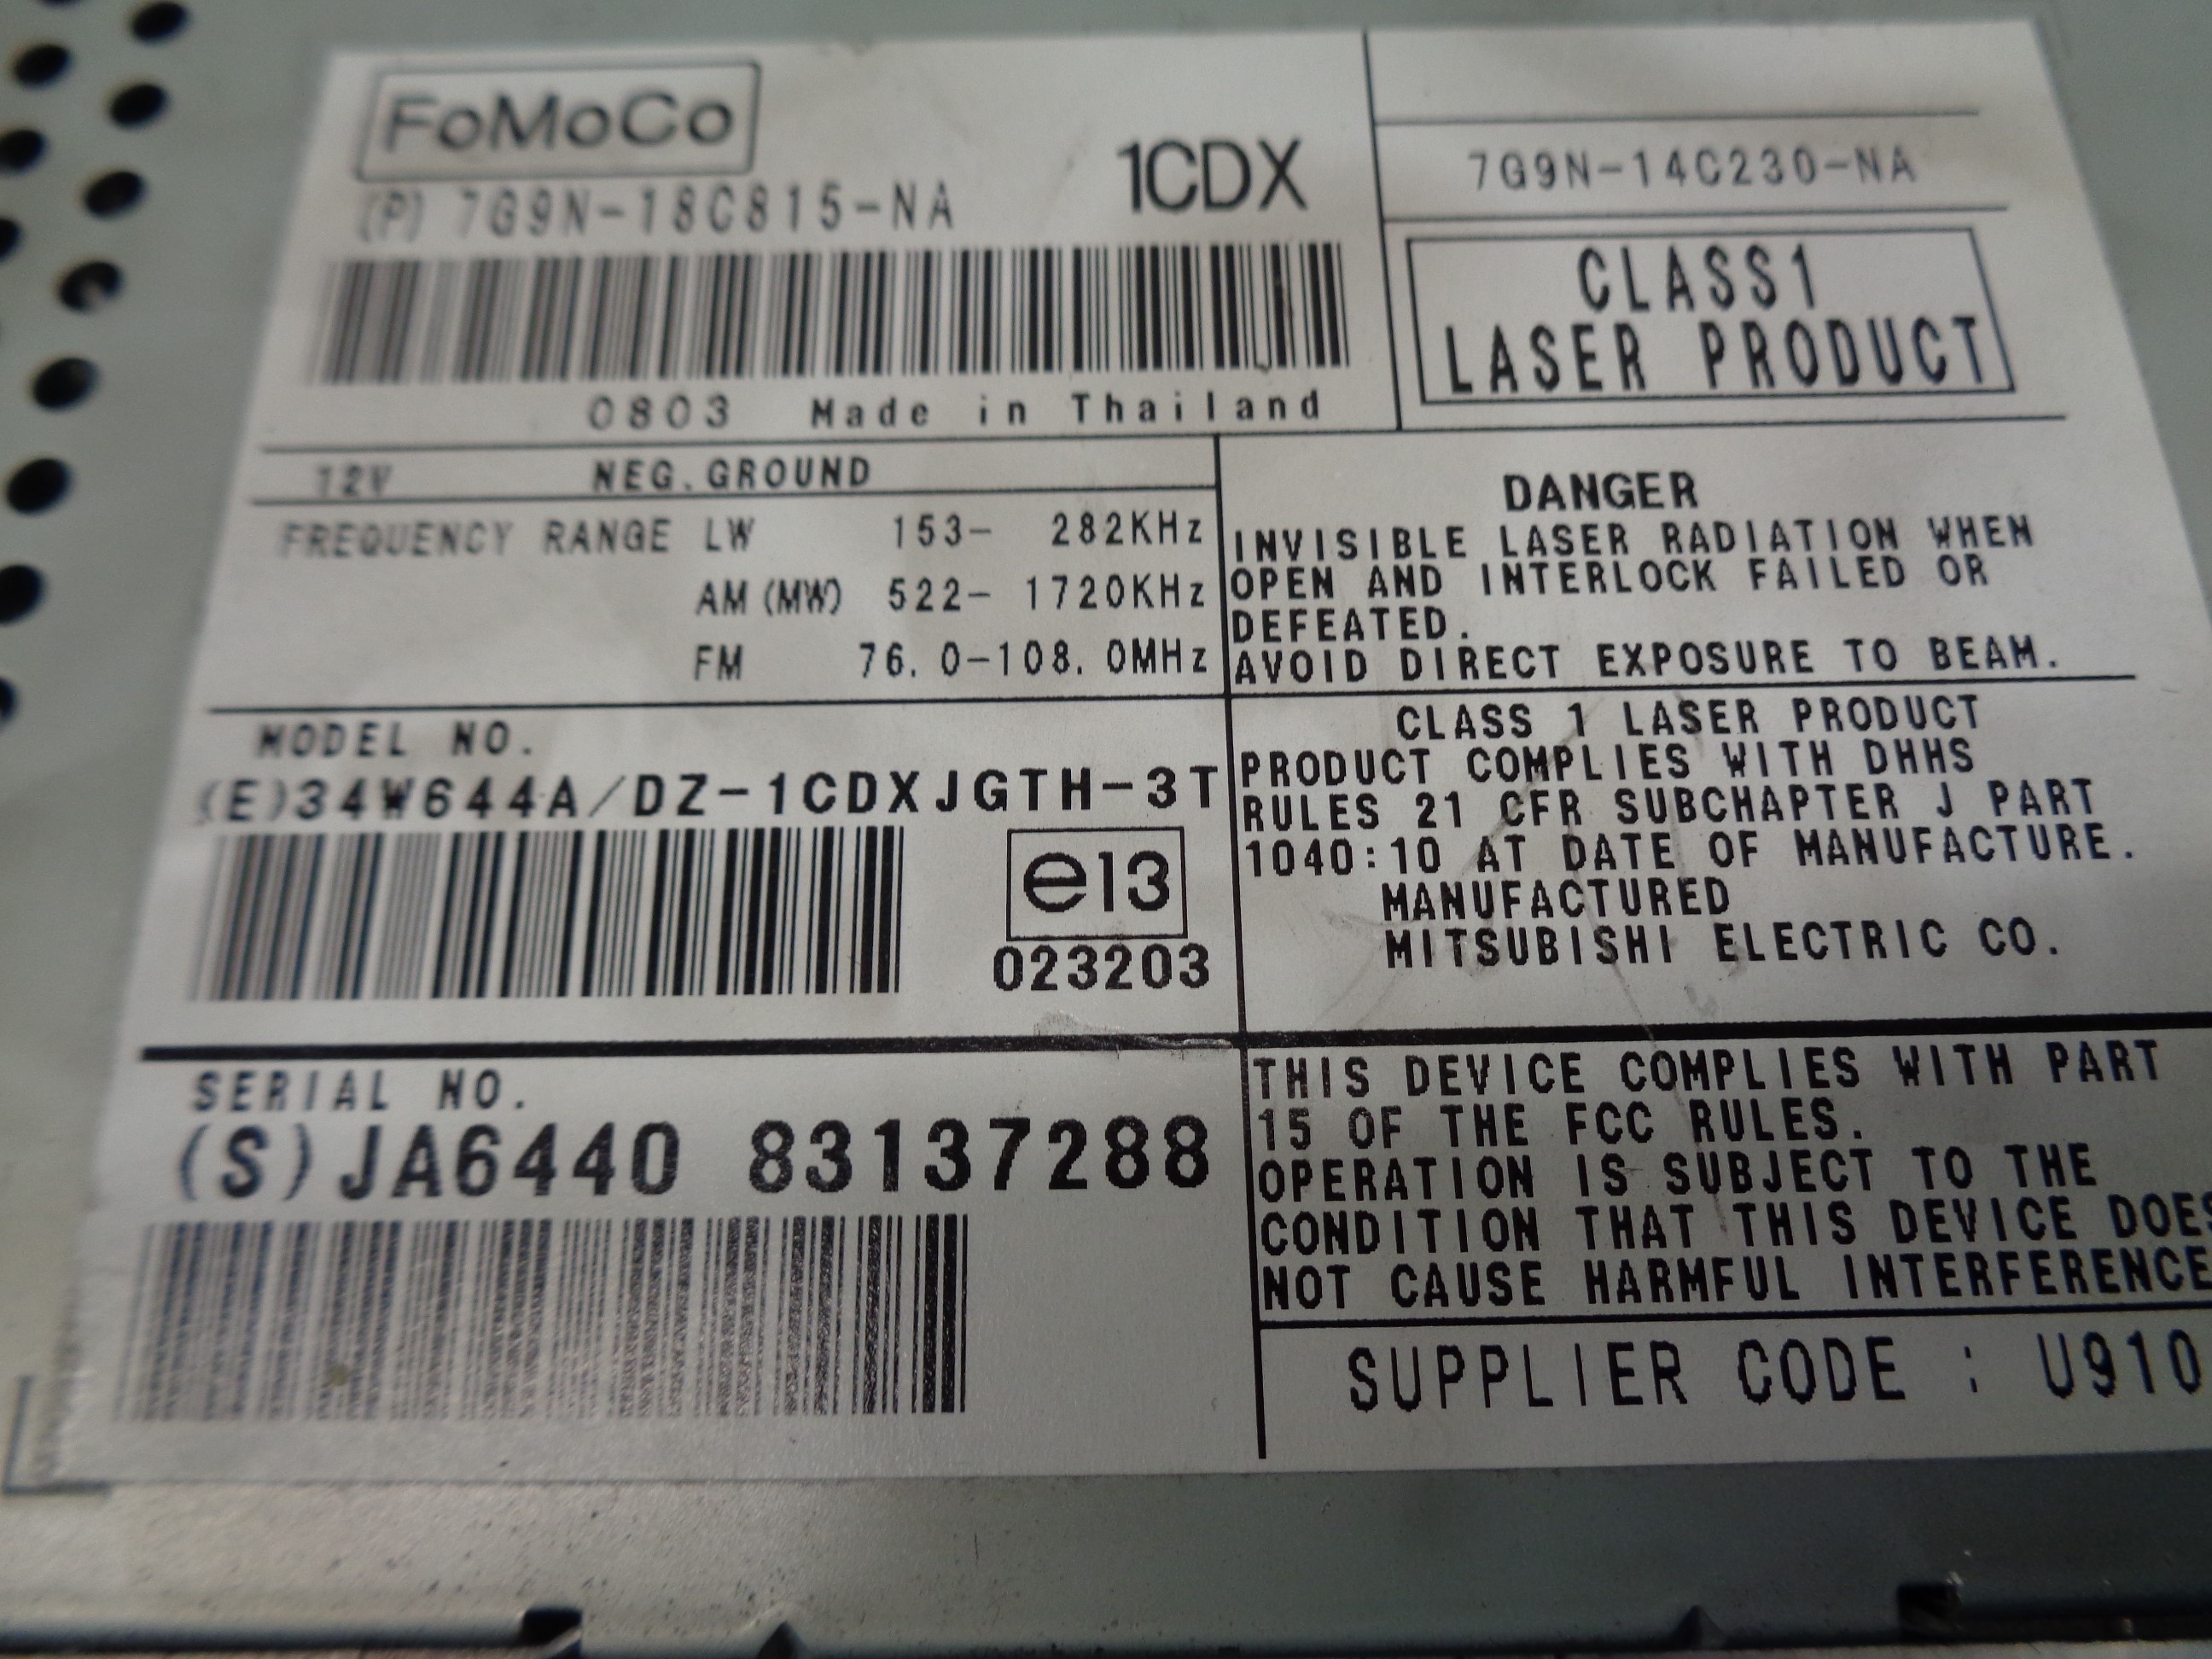 FoMoCo
1CDX
(P) 7G9N-18C815-NA
0803 Made in Thailand
7G9N-14C230-NA
CLASS1
LASER PRODUCT
12V NEG.GROUND
FREQUENCY RANGE LW 153- 282KHz
AM(MW) 522- 1720KHz
FM 76.0-108.0MHz
DANGER
INVISIBLE LASER RADIATION WHEN
OPEN AND INTERLOCK FAILED OR
DEFEATED.
AVOID DIRECT EXPOSURE TO BEAM.
MODEL NO.
(E)34W644A/DZ-1CDXJGTH-3T
e13
023203
CLASS 1 LASER PRODUCT
PRODUCT COMPLIES WITH DHHS
RULES 21 CFR SUBCHAPTER J PART
1040:10 AT DATE OF MANUFACTURE.
MANUFACTURED
MITSUBISHI ELECTRIC CO.
SERIAL NO.
(S)JA6440 83137288
THIS DEVICE COMPLIES WITH PART
15 OF THE FCC RULES.
OPERATION IS SUBJECT TO THE
CONDITION THAT THIS DEVICE DOES
NOT CAUSE HARMFUL INTERFERENCE
SUPPLIER CODE : U910